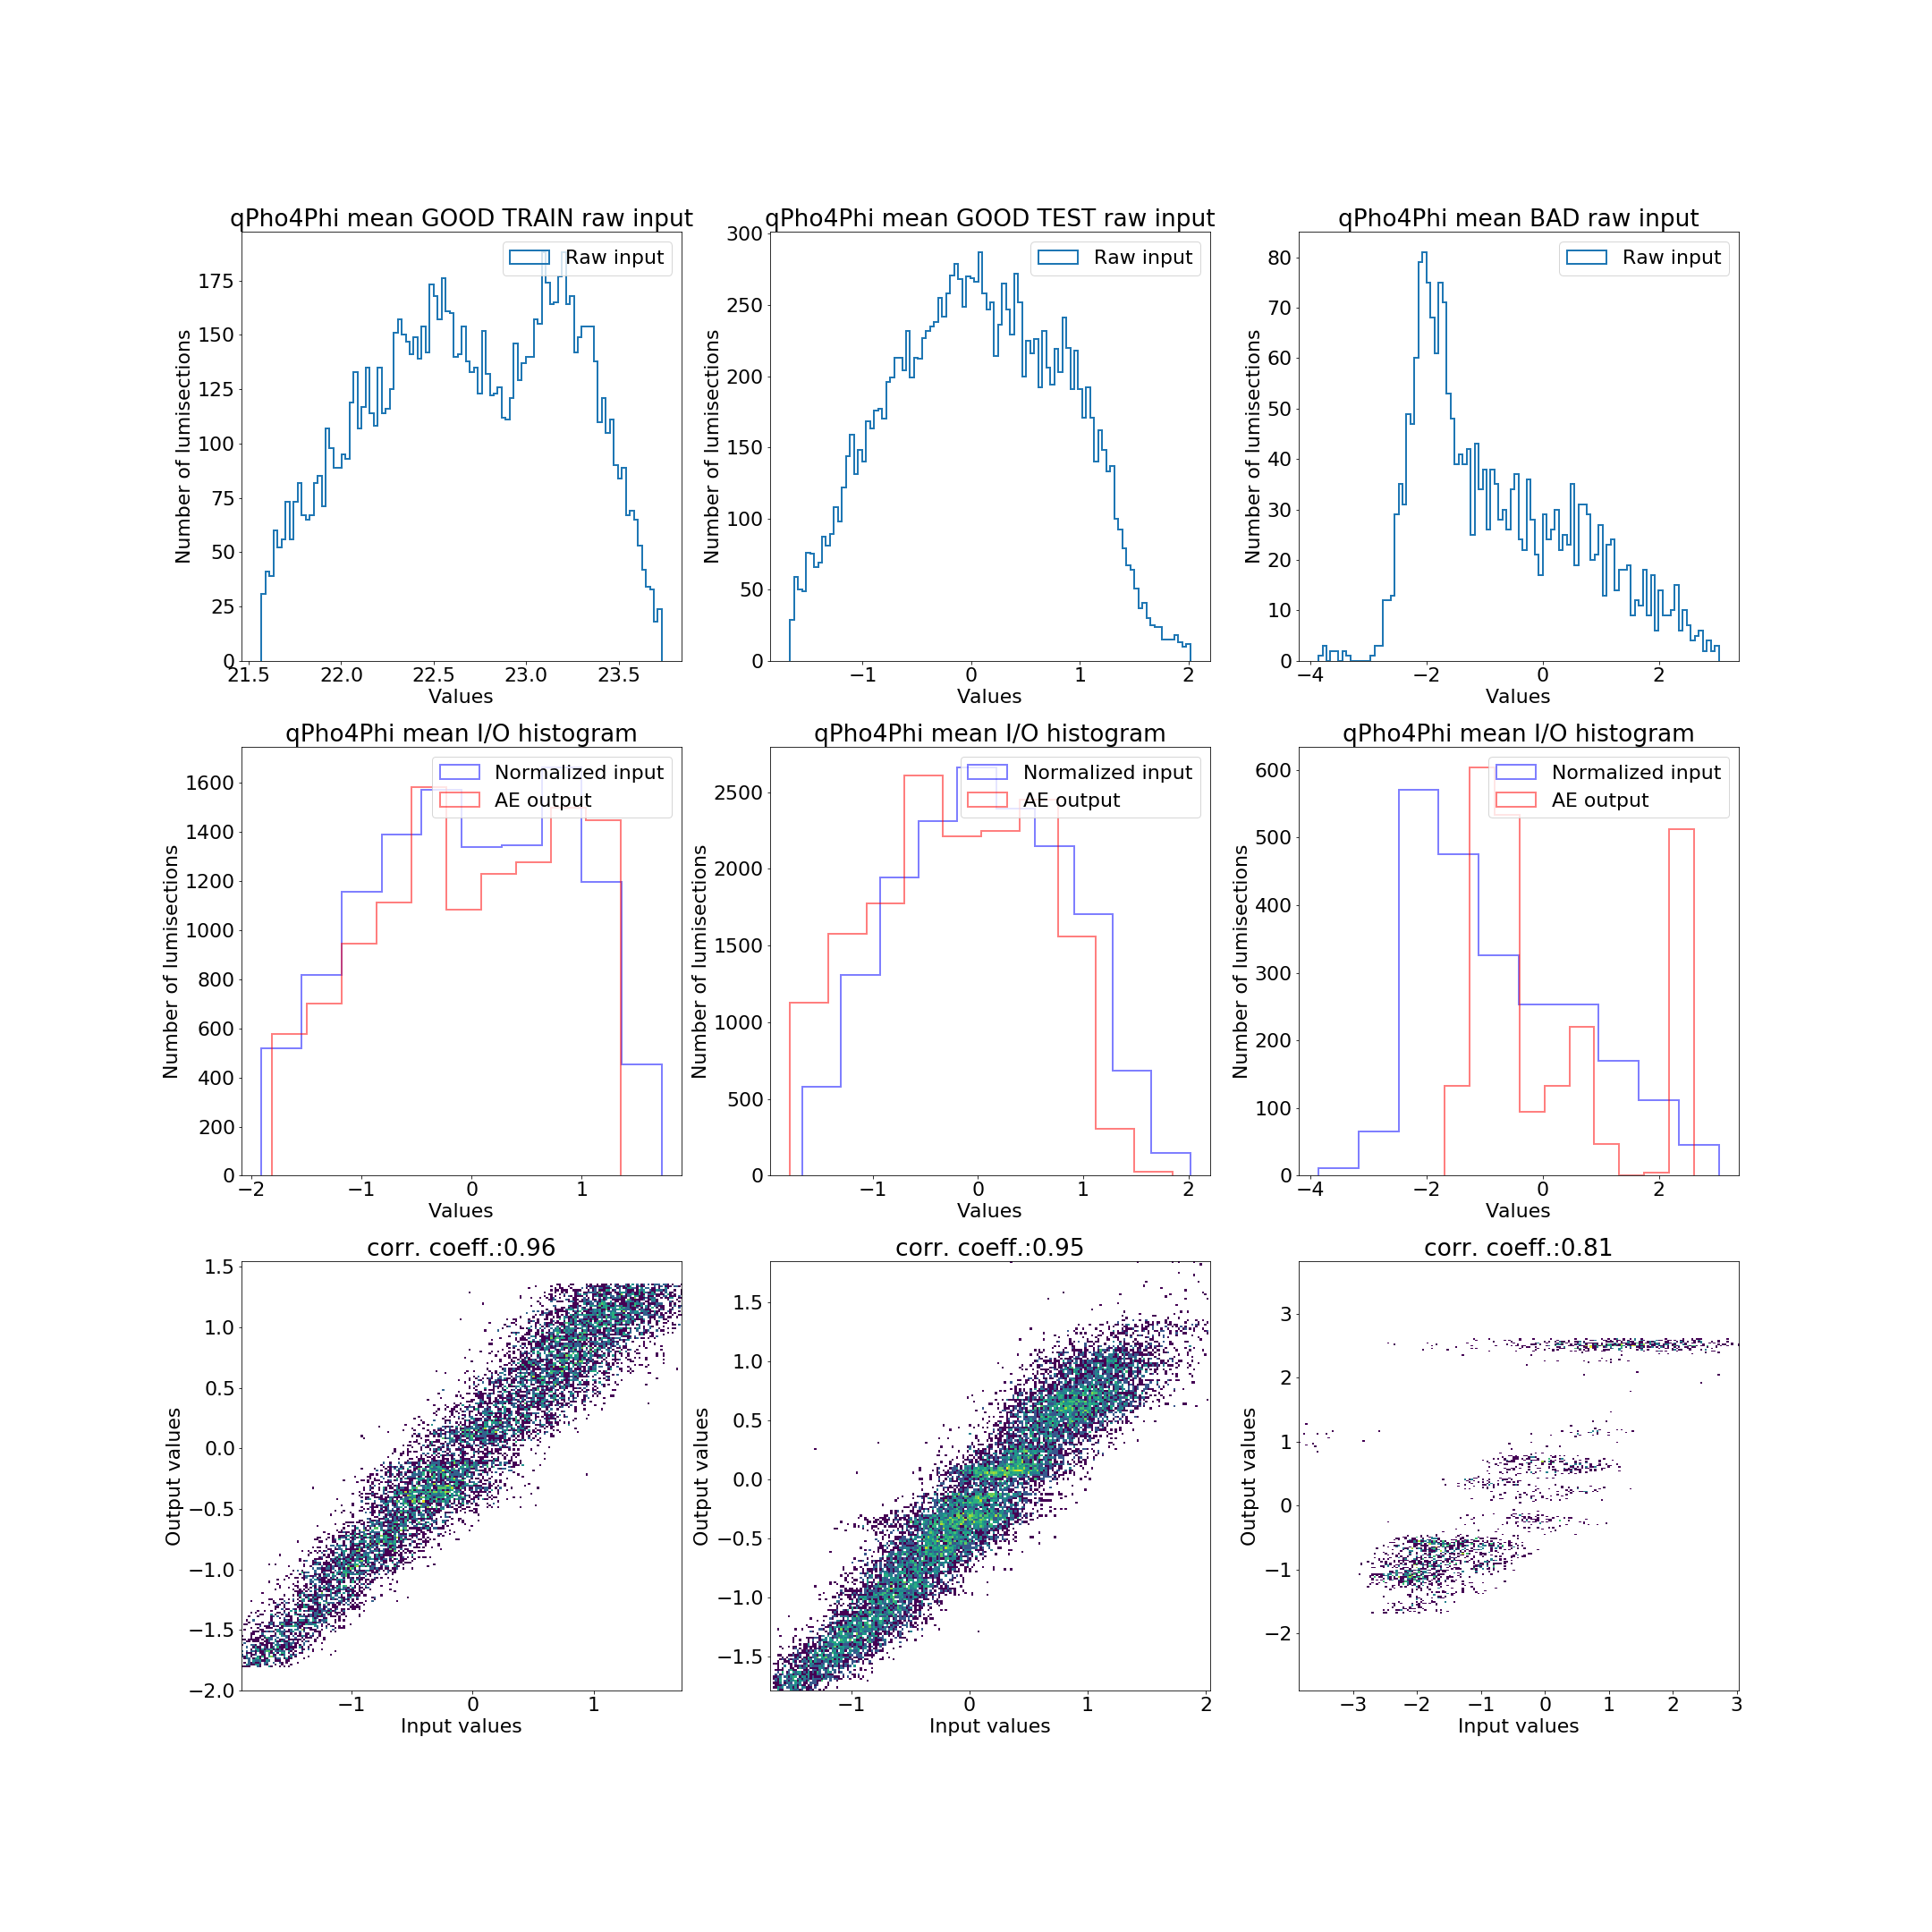 qPho4Phi mean GOOD TRAIN raw input
Raw input
Number of lumisections
175
150
125
100
75
50
25
0
21.5 22.0 22.5 23.0 23.5
Values
qPho4Phi mean GOOD TEST raw input
Raw input
Number of lumisections
300
250
200
150
100
50
0
−1 0 1 2
Values
qPho4Phi mean BAD raw input
Raw input
Number of lumisections
80
70
60
50
40
30
20
10
0
−4 −2 0 2
Values
qPho4Phi mean I/O histogram
Normalized input
AE output
Number of lumisections
1600
1400
1200
1000
800
600
400
200
0
−2 −1 0 1
Values
qPho4Phi mean I/O histogram
Normalized input
AE output
Number of lumisections
2500
2000
1500
1000
500
0
−1 0 1 2
Values
qPho4Phi mean I/O histogram
Normalized input
AE output
Number of lumisections
600
500
400
300
200
100
0
−4 −2 0 2
Values
corr. coeff.:0.96
Output values
1.5
1.0
0.5
0.0
−0.5
−1.0
−1.5
−2.0
−1 0 1
Input values
corr. coeff.:0.95
Output values
1.5
1.0
0.5
0.0
−0.5
−1.0
−1.5
−1 0 1 2
Input values
corr. coeff.:0.81
Output values
3
2
1
0
−1
−2
−3 −2 −1 0 1 2 3
Input values